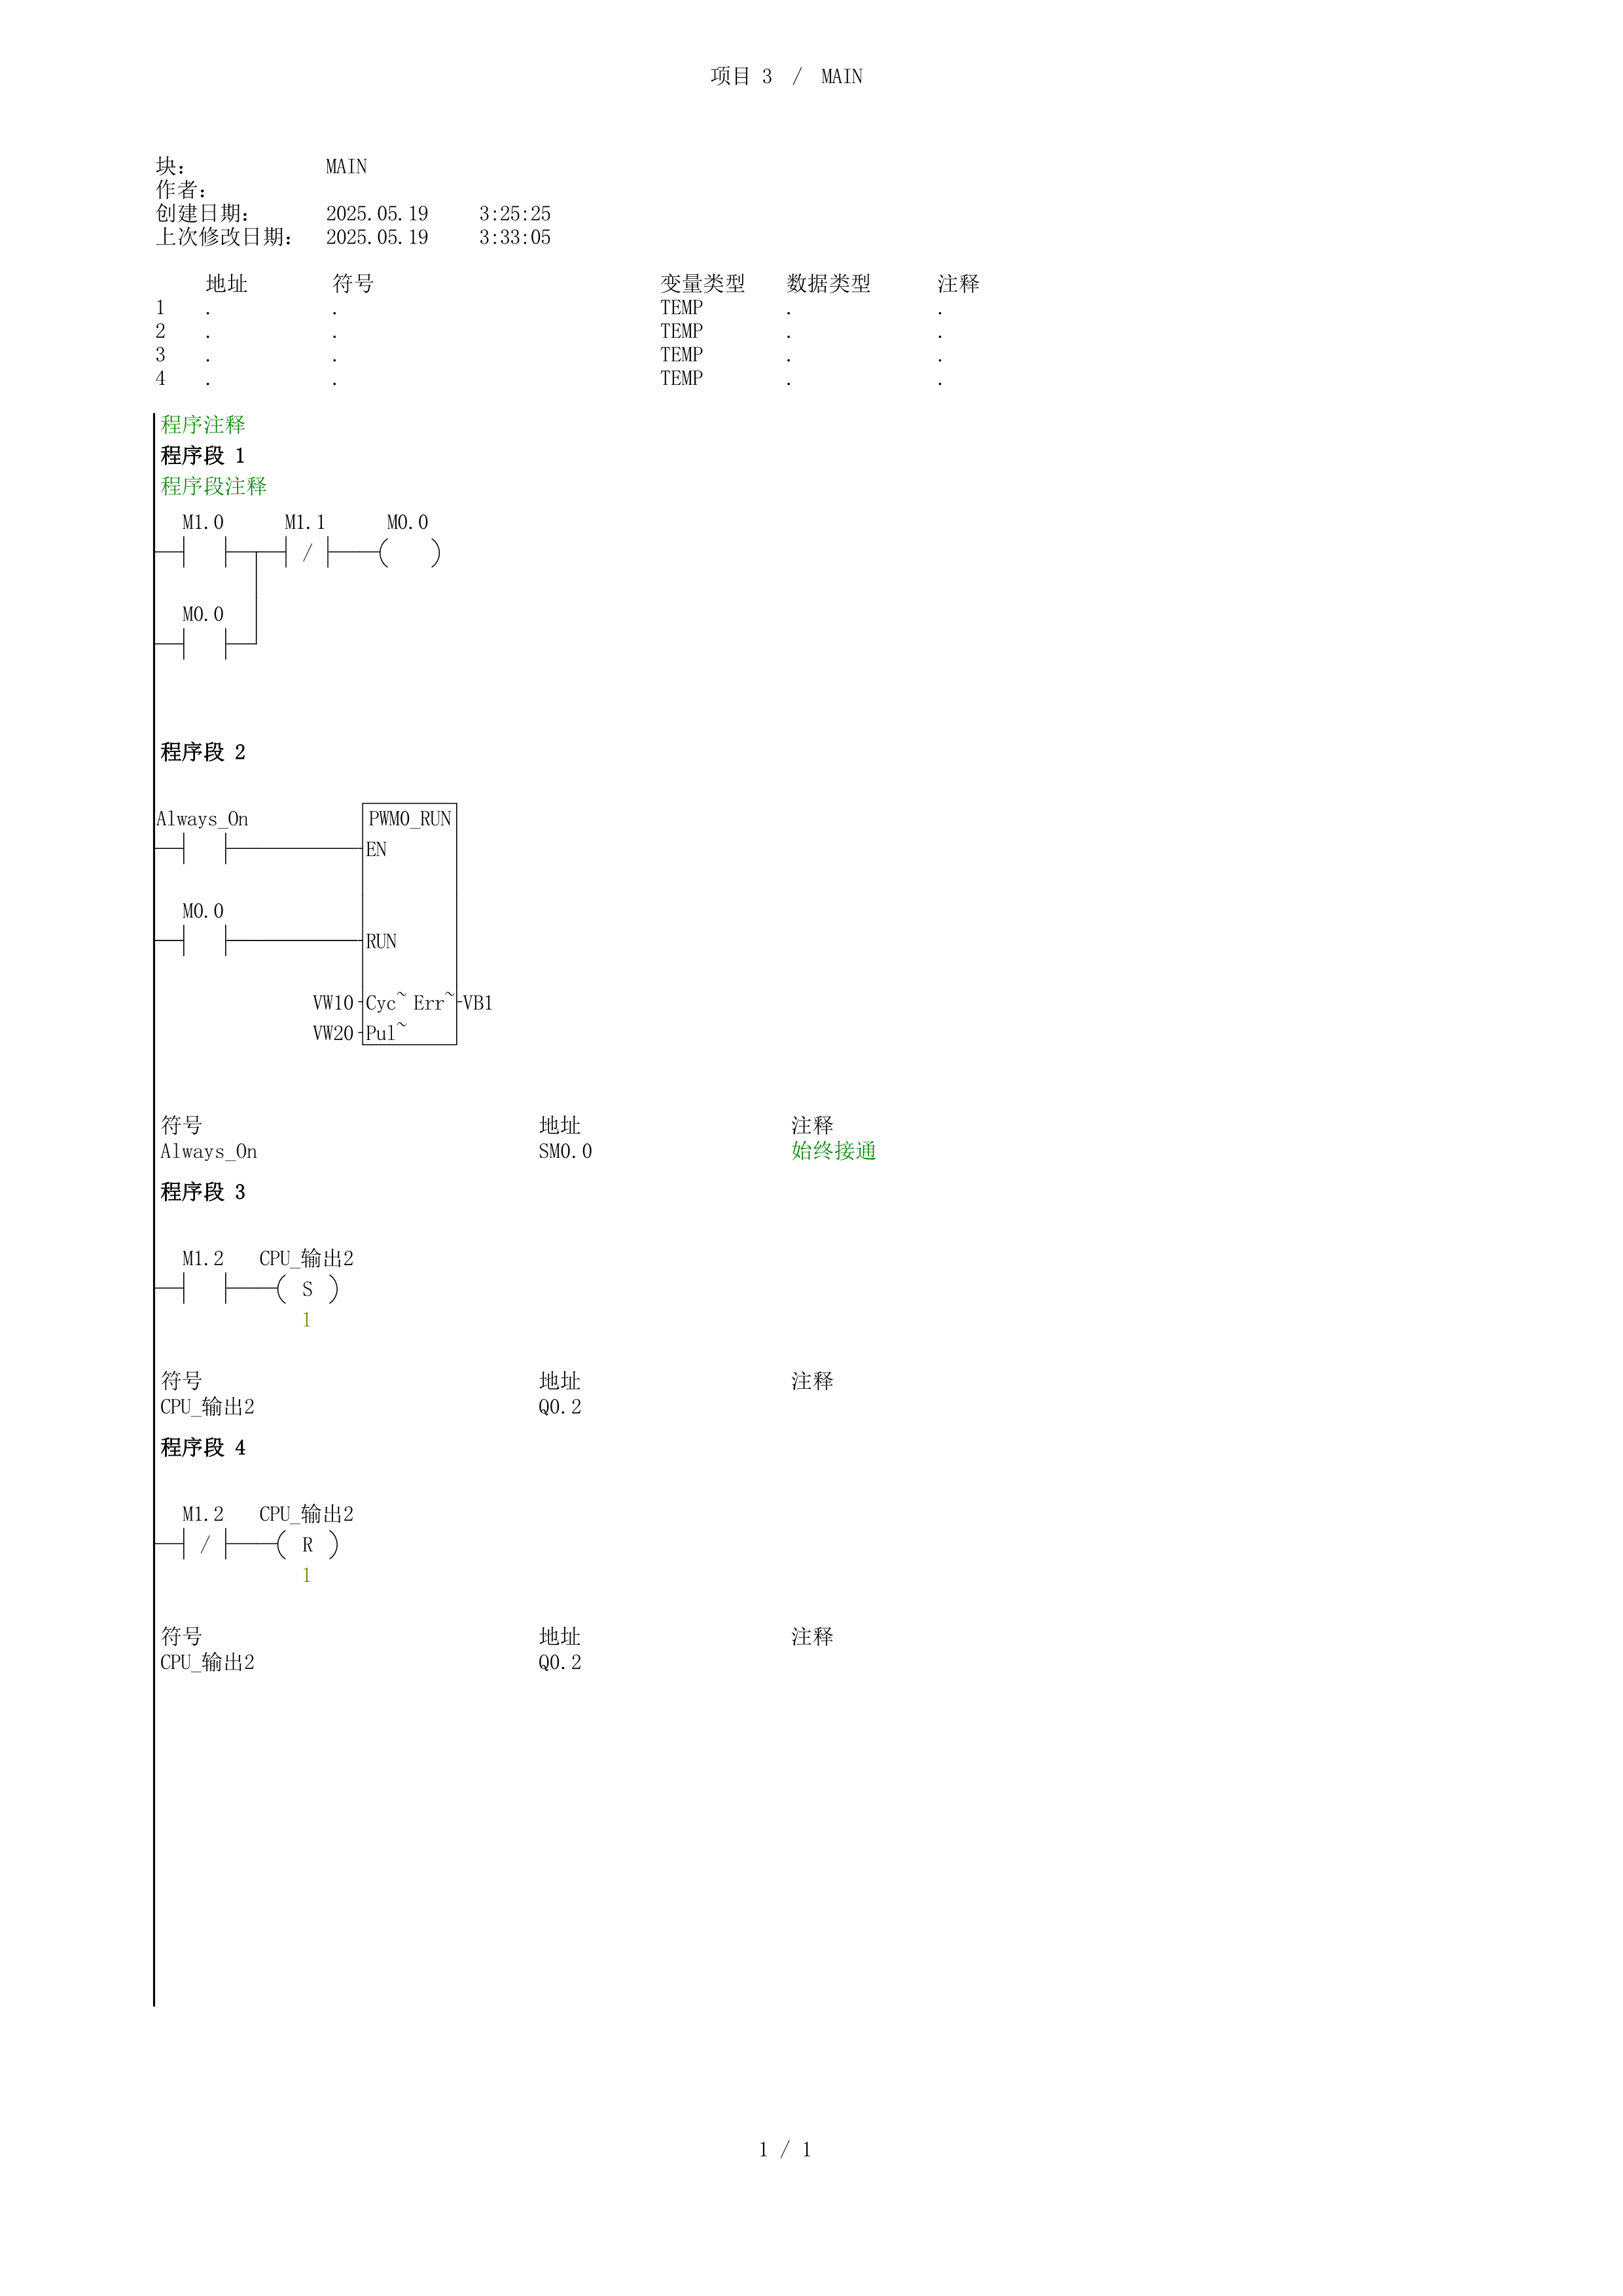 项目 3 / MAIN
块: MAIN
作者:
创建日期: 2025.05.19 3:25:25
上次修改日期: 2025.05.19 3:33:05
地址 符号 变量类型 数据类型 注释
1 . . TEMP . .
2 . . TEMP . .
3 . . TEMP . .
4 . . TEMP . .
程序注释
程序段 1
程序段注释
M1.0 M1.1 M0.0
/
M0.0
程序段 2
Always_On PWM0_RUN
EN
M0.0
RUN
VW10 Cyc~ Err~ VB1
VW20 Pul~
符号 地址 注释
Always_On SM0.0 始终接通
程序段 3
M1.2 CPU_输出2
S
1
符号 地址 注释
CPU_输出2 Q0.2
程序段 4
M1.2 CPU_输出2
/ R
1
符号 地址 注释
CPU_输出2 Q0.2
1 / 1